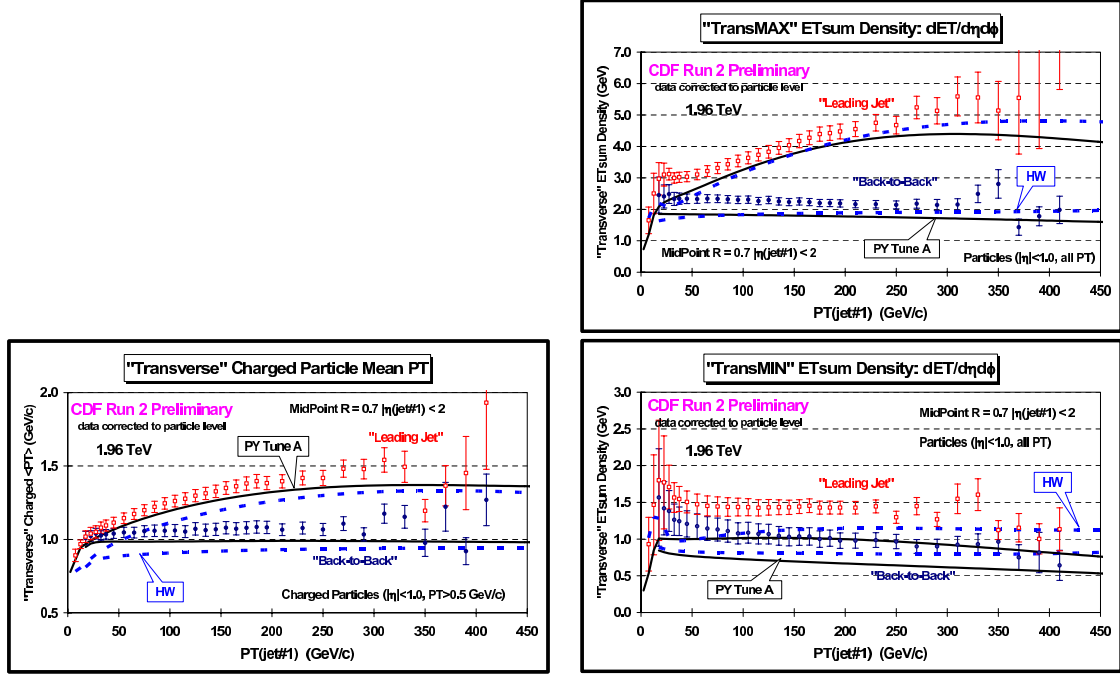 "TransMAX" ETsum Density: dET/dηdϕ
"Transverse" ETsum Density (GeV)
7.0
6.0
5.0
4.0
3.0
2.0
1.0
0.0
CDF Run 2 Preliminary
data corrected to particle level
1.96 TeV
"Leading Jet"
"Back-to-Back"
HW
PY Tune A
MidPoint R = 0.7 |η(jet#1) < 2
Particles (|η|<1.0, all PT)
0 50 100 150 200 250 300 350 400 450
PT(jet#1) (GeV/c)
"Transverse" Charged Particle Mean PT
"Transverse" Charged <PT> (GeV/c)
2.0
1.5
1.0
0.5
CDF Run 2 Preliminary
data corrected to particle level
1.96 TeV
MidPoint R = 0.7 |η(jet#1) < 2
PY Tune A
"Leading Jet"
"Back-to-Back"
HW
Charged Particles (|η|<1.0, PT>0.5 GeV/c)
0 50 100 150 200 250 300 350 400 450
PT(jet#1) (GeV/c)
"TransMIN" ETsum Density: dET/dηdϕ
"Transverse" ETsum Density (GeV)
3.0
2.5
2.0
1.5
1.0
0.5
0.0
CDF Run 2 Preliminary
data corrected to particle level
1.96 TeV
MidPoint R = 0.7 |η(jet#1) < 2
Particles (|η|<1.0, all PT)
"Leading Jet"
HW
PY Tune A
"Back-to-Back"
0 50 100 150 200 250 300 350 400 450
PT(jet#1) (GeV/c)